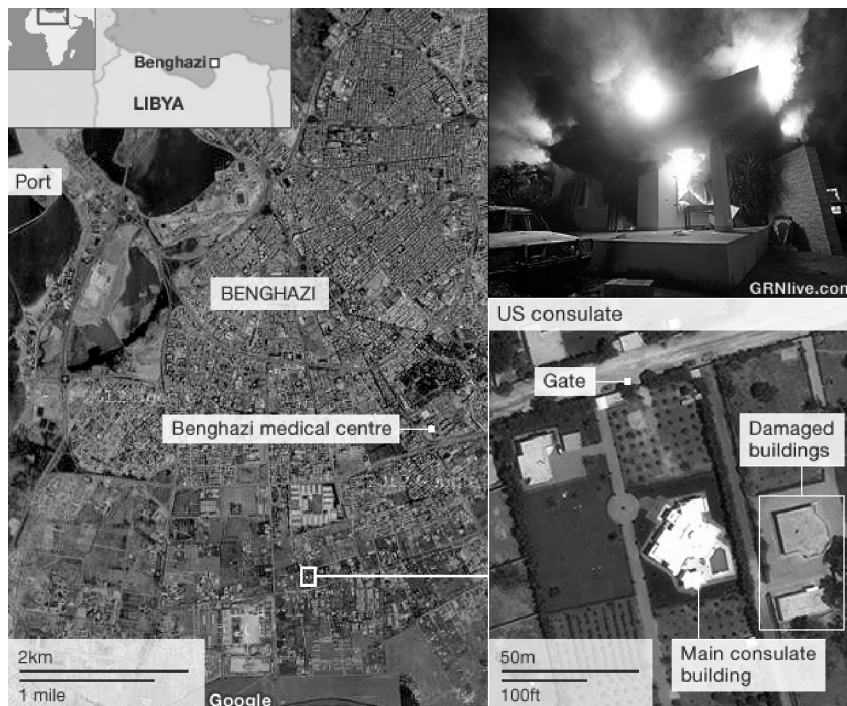 Benghazi
LIBYA
Port
BENGHAZI
Benghazi medical centre
2km
1 mile
Google
GRNlive.com
US consulate
Gate
Damaged
buildings
Main consulate
building
50m
100ft